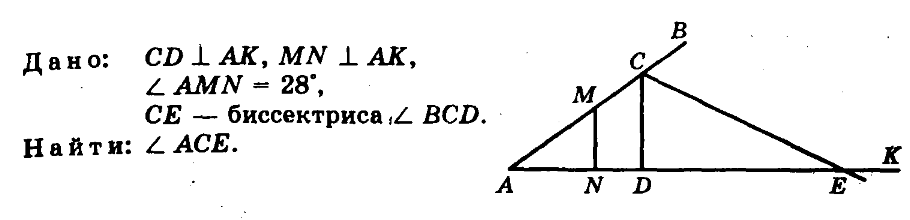 Дано: CD ⊥ AK, MN ⊥ AK,
∠ AMN = 28°,
CE — биссектриса ∠ BCD.
Найти: ∠ ACE.
B
C
M
A N D E K